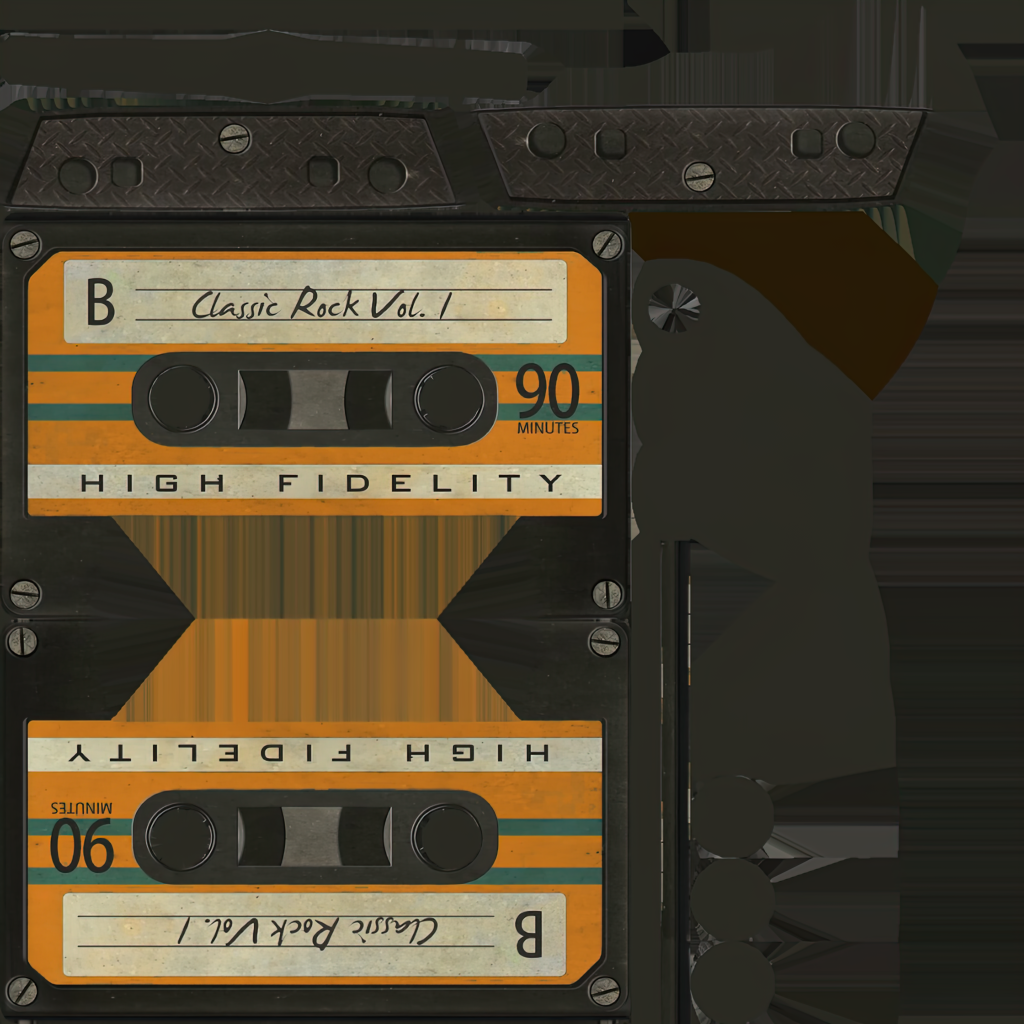 B
Classic Rock Vol. 1
90
MINUTES
HIGH FIDELITY
HIGH FIDELITY
MINUTES
90
B
Classic Rock Vol. 1